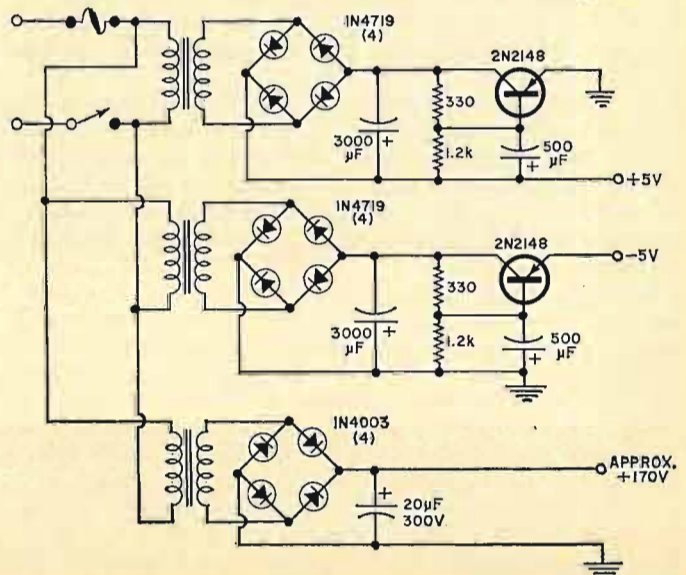 1N4719
(4)
2N2148
330
3000
μF
+
1.2k
+
500
μF
+5V
1N4719
(4)
2N2148
-5V
330
3000
μF
+
1.2k
+
500
μF
1N4003
(4)
+
20μF
300V
APPROX.
+170V